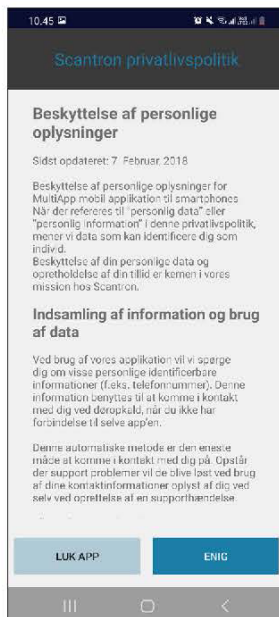 10.45
Scantron privatlivspolitik
Beskyttelse af personlige
oplysninger
Sidst opdateret: 7. Februar, 2018
Beskyttelse af personlige oplysninger for
MultiApp mobil applikation til smartphones
Når der refereres til "personlig data" eller
"personlig information" i denne privatlivspolitik,
mener vi data som kan identificere dig som
individ.
Beskyttelse af din personlige data og
opretholdelse af din tillid er kernen i vores
mission hos Scantron.
Indsamling af information og brug
af data
Ved brug af vores applikation vil vi spørge
dig om visse personlige identificerbare
informationer (f.eks. telefonnummer). Denne
information benyttes til at komme i kontakt
med dig ved døropkald, når du ikke har
forbindelse til selve app'en.
Denne automatiske metode er den eneste
måde at komme i kontakt med dig på. Opstår
der support problemer vil de blive løst ved brug
af dine kontaktinformationer oplyst af dig ved
selv ved oprettelse af en supporthændelse
LUK APP
ENIG